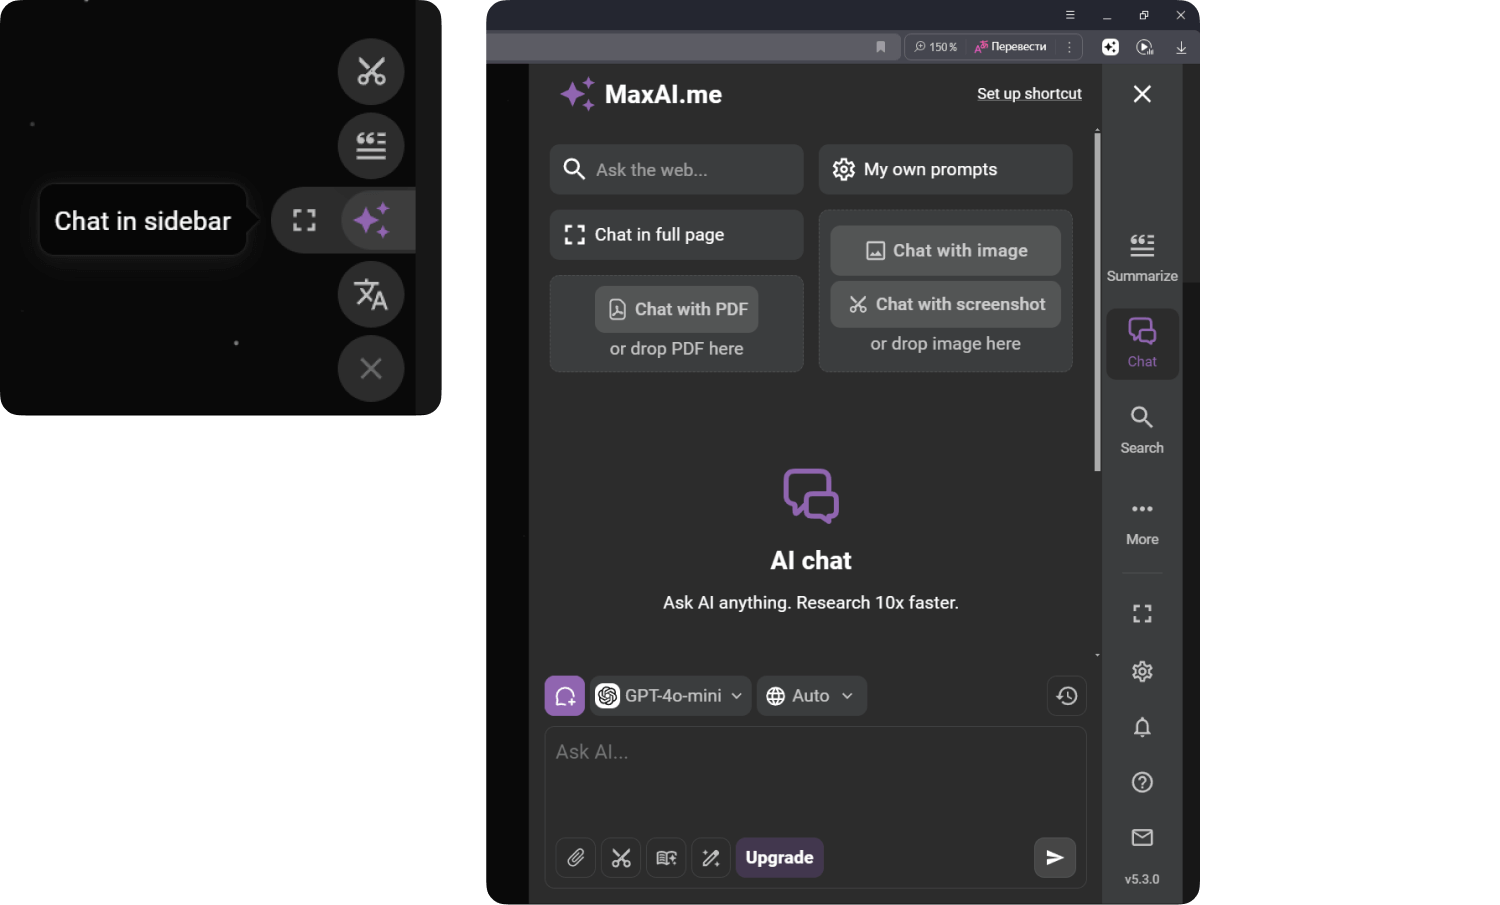 Chat in sidebar
150 %
Перевести
MaxAI.me
Set up shortcut
Ask the web...
My own prompts
Chat in full page
Chat with image
Chat with PDF
Chat with screenshot
or drop PDF here
or drop image here
Summarize
Chat
Search
More
AI chat
Ask AI anything. Research 10x faster.
GPT-4o-mini
Auto
Ask AI...
Upgrade
v5.3.0